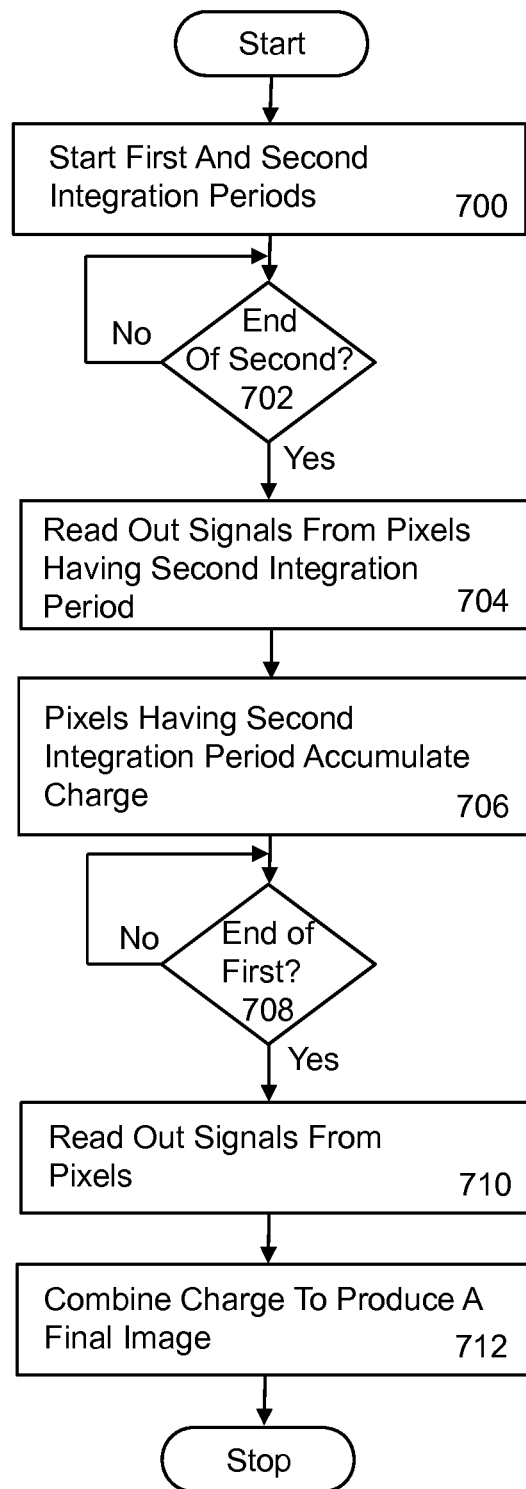 Start
Start First And Second
Integration Periods
700
No
End
Of Second?
702
Yes
Read Out Signals From Pixels
Having Second Integration
Period
704
Pixels Having Second
Integration Period Accumulate
Charge
706
No
End of
First?
708
Yes
Read Out Signals From
Pixels
710
Combine Charge To Produce A
Final Image
712
Stop